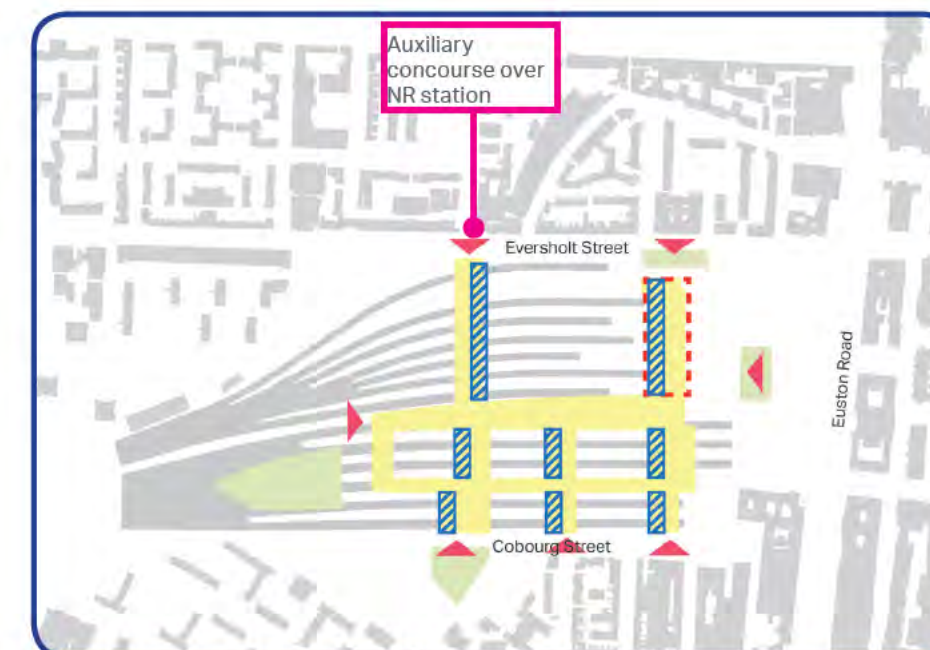 Auxiliary
concourse over
NR station
Eversholt Street
Euston Road
Cobourg Street